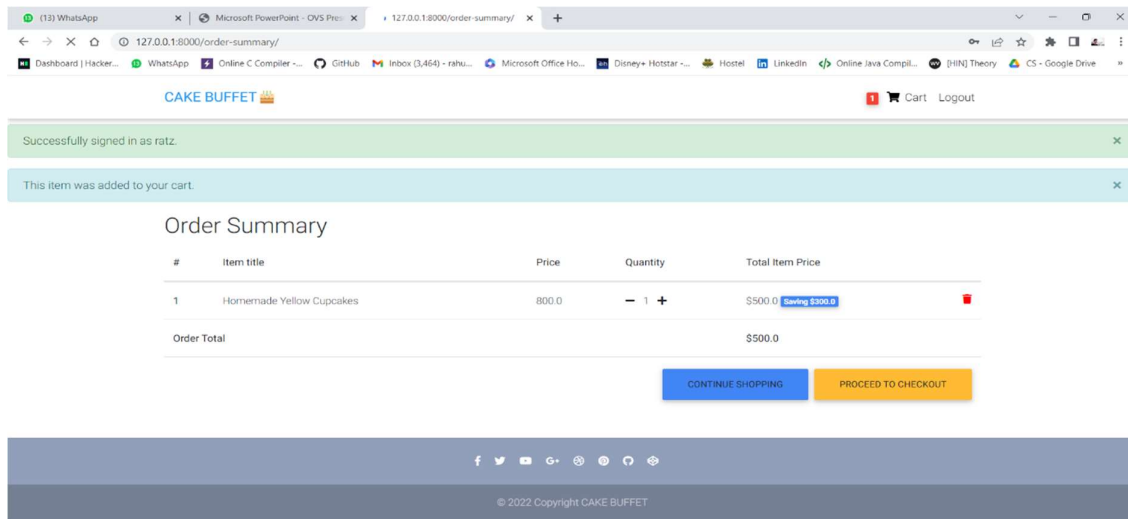 (13) WhatsApp
Microsoft PowerPoint - OVS Pres
127.0.0.1:8000/order-summary/
127.0.0.1:8000/order-summary/
Dashboard | Hacker... WhatsApp Online C Compiler -... GitHub Inbox (3,464) - rahu... Microsoft Office Ho... Disney+ Hotstar -... Hostel LinkedIn Online Java Compil... [HIN] Theory CS - Google Drive »
CAKE BUFFET
1 Cart Logout
Successfully signed in as ratz. ×
This item was added to your cart. ×
Order Summary
# Item title Price Quantity Total Item Price
1 Homemade Yellow Cupcakes 800.0 1 $500.0 Saving $300.0
Order Total $500.0
CONTINUE SHOPPING PROCEED TO CHECKOUT
© 2022 Copyright CAKE BUFFET